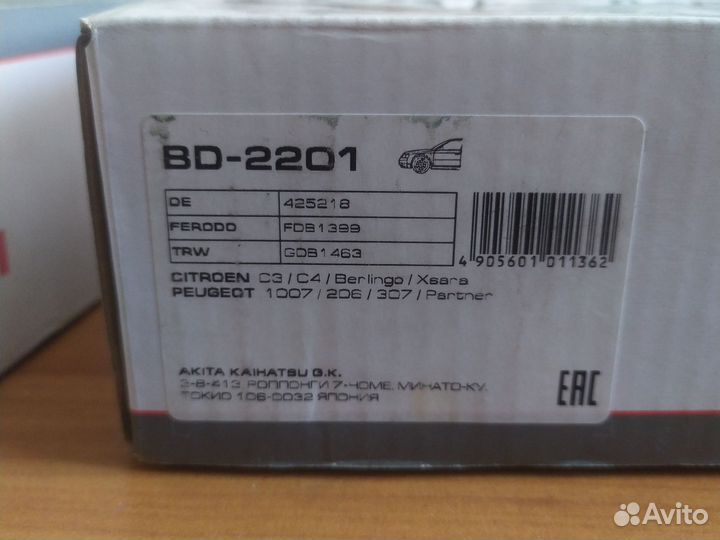 BD-2201
OE 425218
FERODO FDB1399
TRW GDB1463
4 905601 011362
CITROEN C3 / C4 / Berlingo / Xsara
PEUGEOT 1007 / 206 / 307 / Partner
AKITA KAIHATSU G.K.
3-8-413 РОППОНГИ 7-ЧОМЕ, МИНАТО-КУ,
ТОКИО 106-0032 ЯПОНИЯ
EAC
Avito